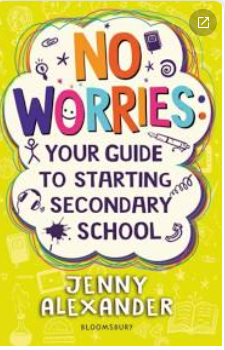 NO
WORRIES:
YOUR GUIDE
TO STARTING
SECONDARY
SCHOOL
JENNY
ALEXANDER
BLOOMSBURY